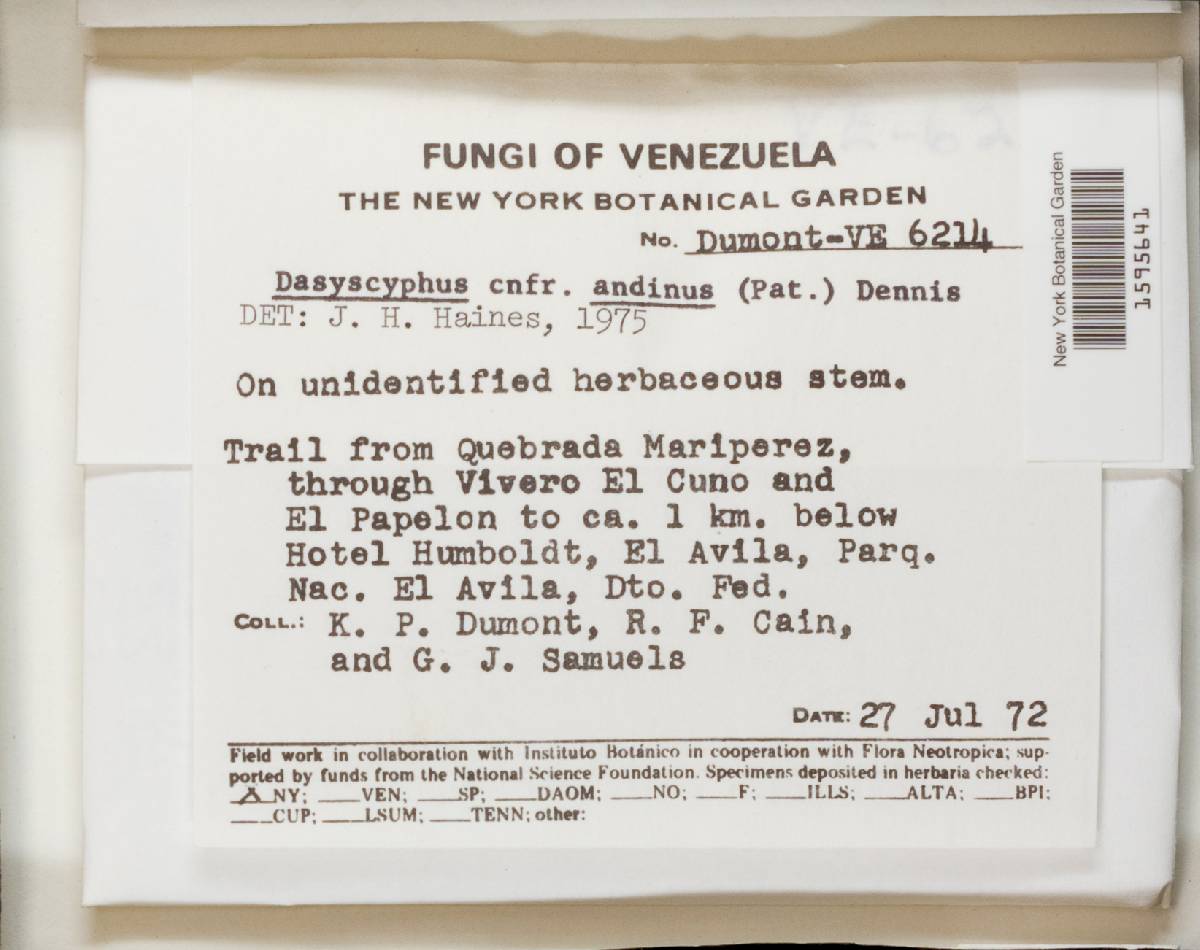 FUNGI OF VENEZUELA
THE NEW YORK BOTANICAL GARDEN
No. Dumont-VE 6214
Dasyscyphus cnfr. andinus (Pat.) Dennis
DET: J. H. Haines, 1975
On unidentified herbaceous stem.
Trail from Quebrada Mariperez,
through Vivero El Cuno and
El Papelon to ca. 1 km. below
Hotel Humboldt, El Avila, Parq.
Nac. El Avila, Dto. Fed.
COLL.: K. P. Dumont, R. F. Cain,
and G. J. Samuels
DATE: 27 Jul 72
Field work in collaboration with Instituto Botánico in cooperation with Flora Neotropica; sup-
ported by funds from the National Science Foundation. Specimens deposited in herbaria checked:
X NY; ___VEN; ___SP; ___DAOM; ___NO; ___F; ___ILLS; ___ALTA; ___BPI;
___CUP; ___LSUM; ___TENN; other:
New York Botanical Garden
1595641